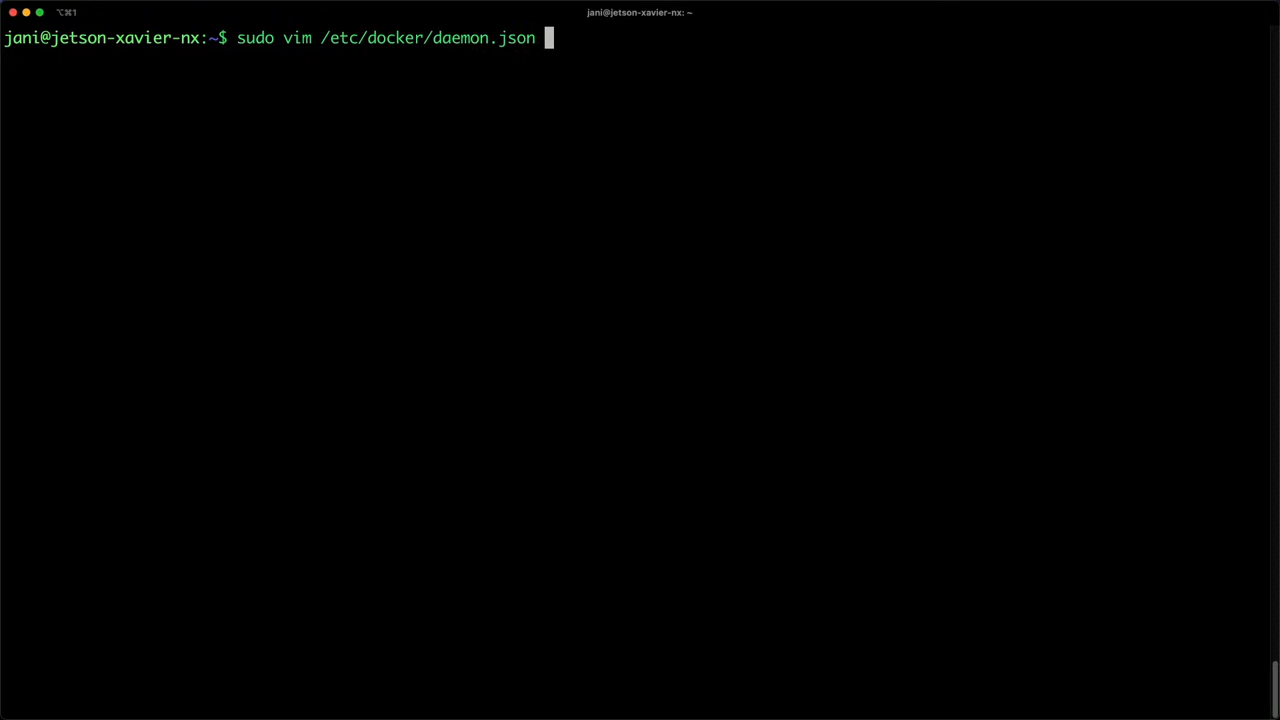 ⌥⌘1
jani@jetson-xavier-nx: ~
jani@jetson-xavier-nx:~$ sudo vim /etc/docker/daemon.json